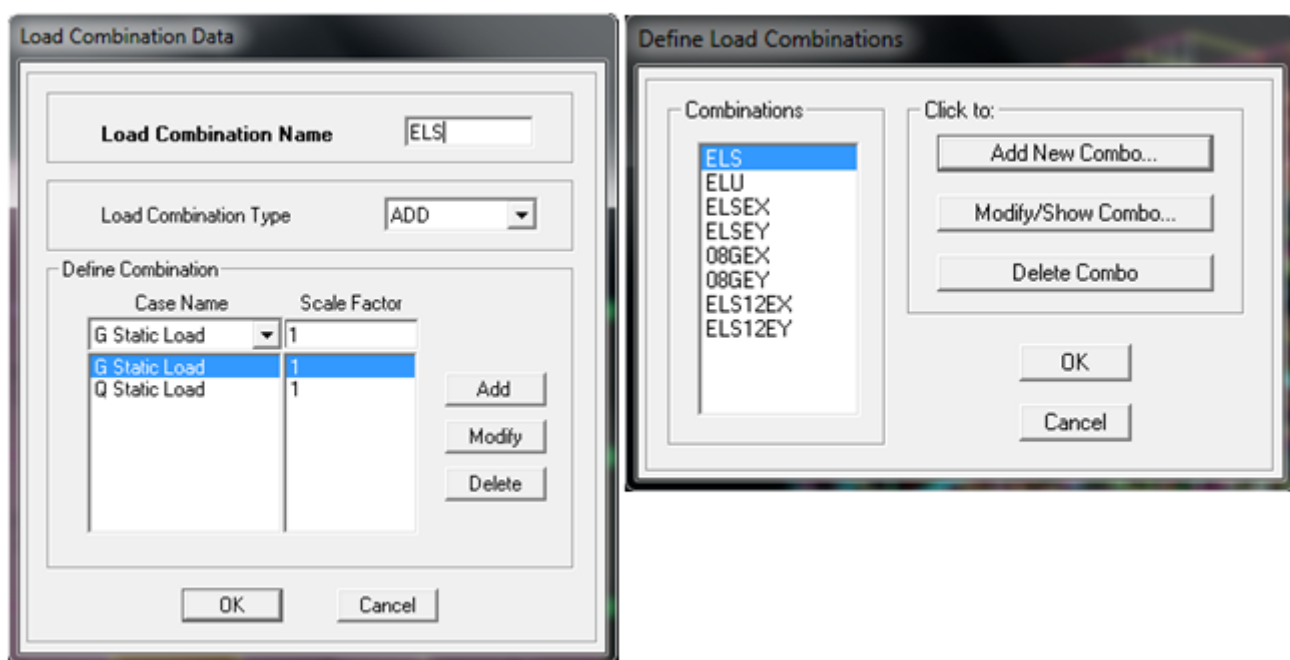 Load Combination Data
Load Combination Name ELS
Load Combination Type ADD
Define Combination
Case Name Scale Factor
G Static Load 1
G Static Load 1
Q Static Load 1
Add
Modify
Delete
OK Cancel
Define Load Combinations
Combinations
ELS
ELU
ELSEX
ELSEY
08GEX
08GEY
ELS12EX
ELS12EY
Click to:
Add New Combo...
Modify/Show Combo...
Delete Combo
OK
Cancel